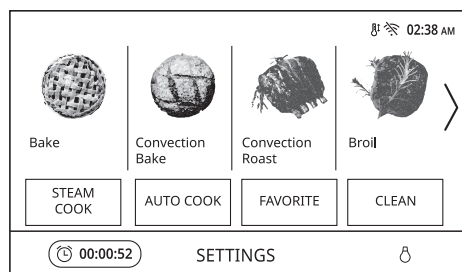 02:38 AM
Bake
Convection
Bake
Convection
Roast
Broil
STEAM
COOK
AUTO COOK
FAVORITE
CLEAN
00:00:52
SETTINGS